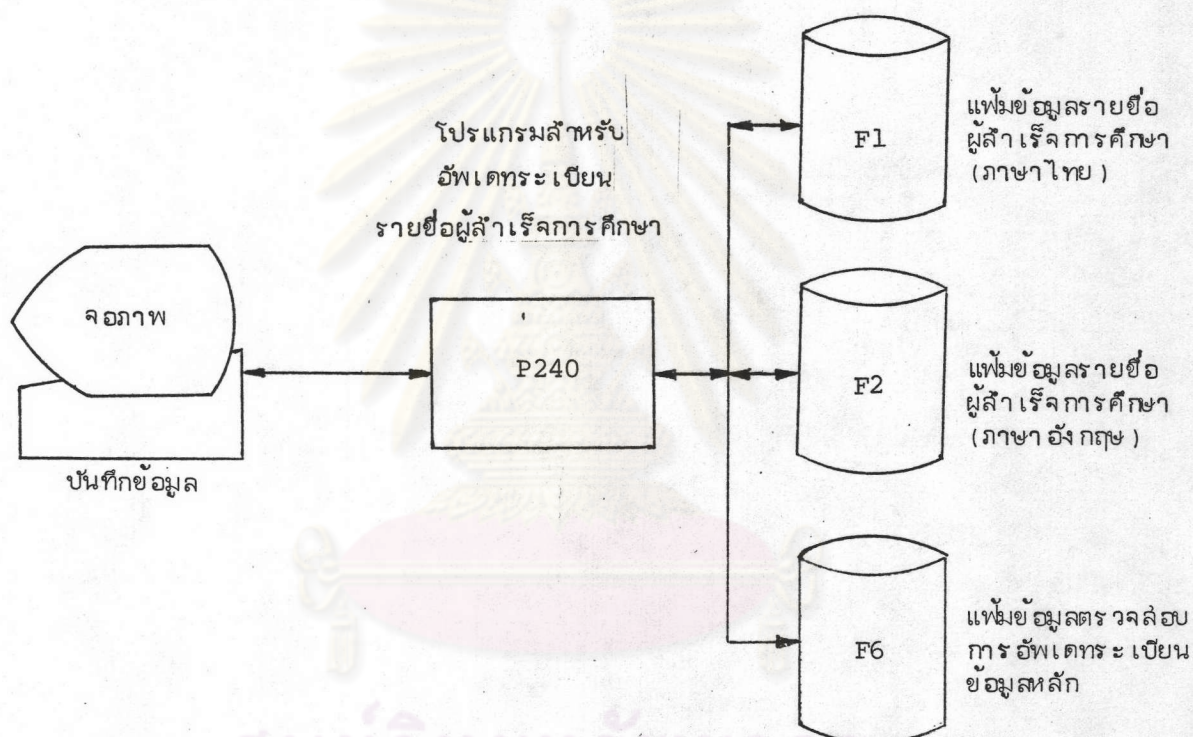 โปรแกรมสำหรับ
อัพเดทระเบียน
รายชื่อผู้สำเร็จการศึกษา
จอภาพ
บันทึกข้อมูล
P240
F1
แฟ้มข้อมูลรายชื่อ
ผู้สำเร็จการศึกษา
(ภาษาไทย)
F2
แฟ้มข้อมูลรายชื่อ
ผู้สำเร็จการศึกษา
(ภาษาอังกฤษ)
F6
แฟ้มข้อมูลตรวจสอบ
การอัพเดทระเบียน
ข้อมูลหลัก